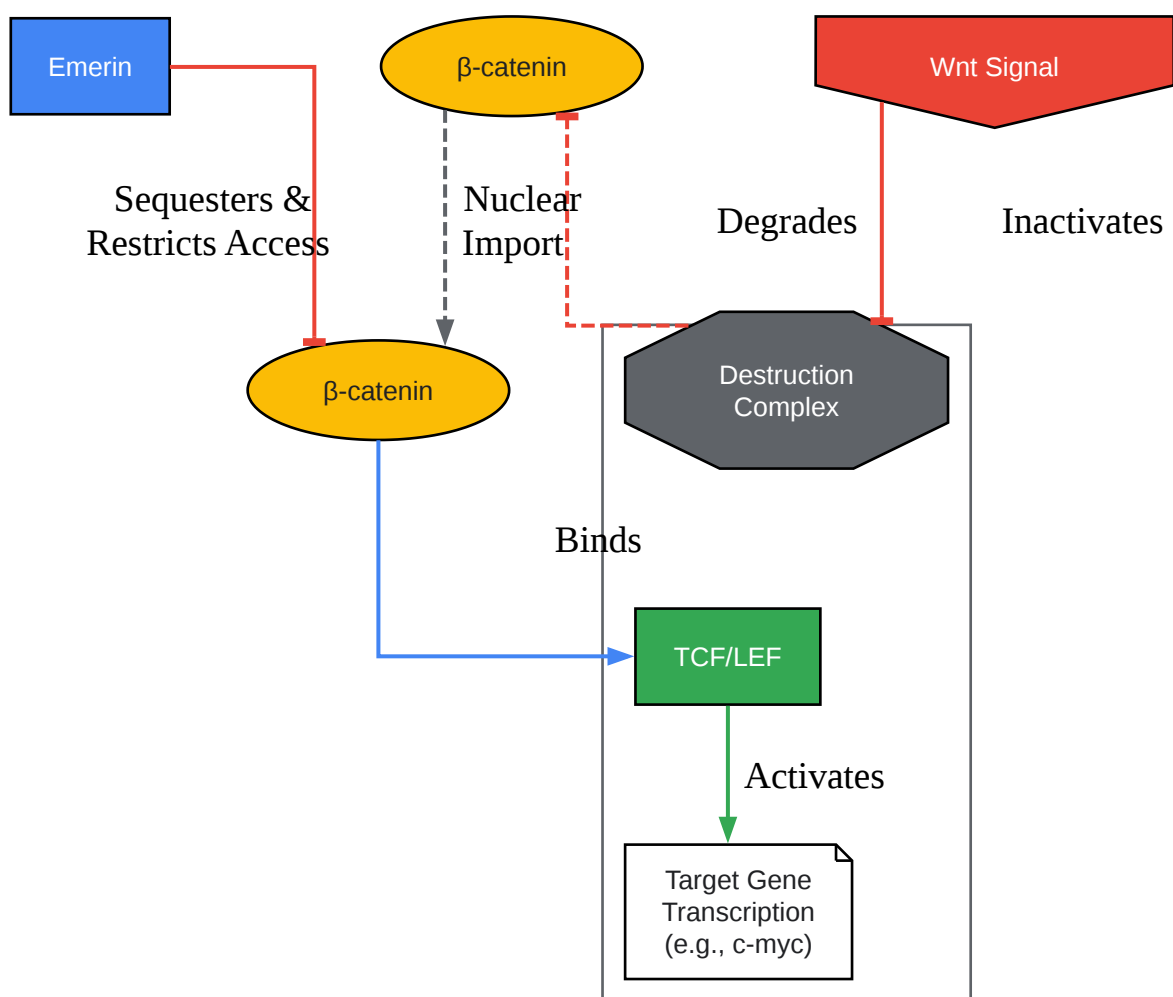 Emerin
β-catenin
Wnt Signal
Sequesters &
Restricts Access
Nuclear
Import
Degrades
Inactivates
β-catenin
Destruction
Complex
Binds
TCF/LEF
Activates
Target Gene
Transcription
(e.g., c-myc)